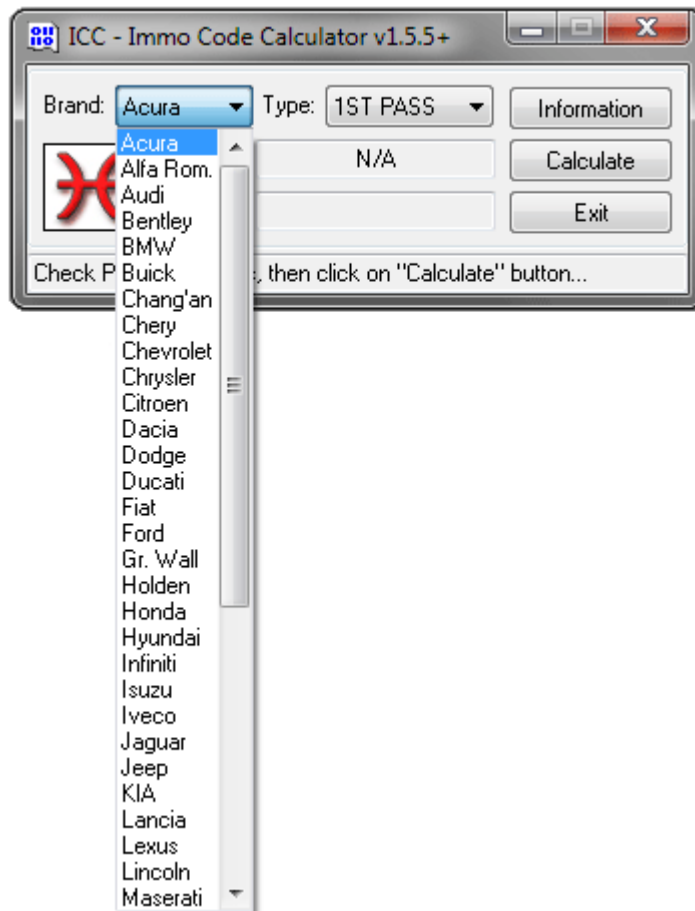 ICC - Immo Code Calculator v1.5.5+
Brand: Acura Type: 1ST PASS Information
N/A Calculate
Exit
Check P , then click on "Calculate" button...
Acura
Alfa Rom.
Audi
Bentley
BMW
Buick
Chang'an
Chery
Chevrolet
Chrysler
Citroen
Dacia
Dodge
Ducati
Fiat
Ford
Gr. Wall
Holden
Honda
Hyundai
Infiniti
Isuzu
Iveco
Jaguar
Jeep
KIA
Lancia
Lexus
Lincoln
Maserati